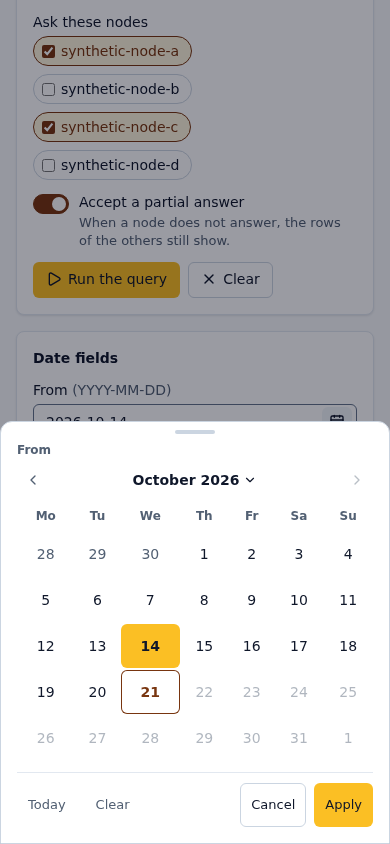 Ask these nodes
synthetic-node-a
synthetic-node-b
synthetic-node-c
synthetic-node-d
Accept a partial answer
When a node does not answer, the rows
of the others still show.
Run the query
Clear
Date fields
From (YYYY-MM-DD)
2026-10-14
From
October 2026
Mo Tu We Th Fr Sa Su
28 29 30 1 2 3 4
5 6 7 8 9 10 11
12 13 14 15 16 17 18
19 20 21 22 23 24 25
26 27 28 29 30 31 1
Today Clear Cancel Apply